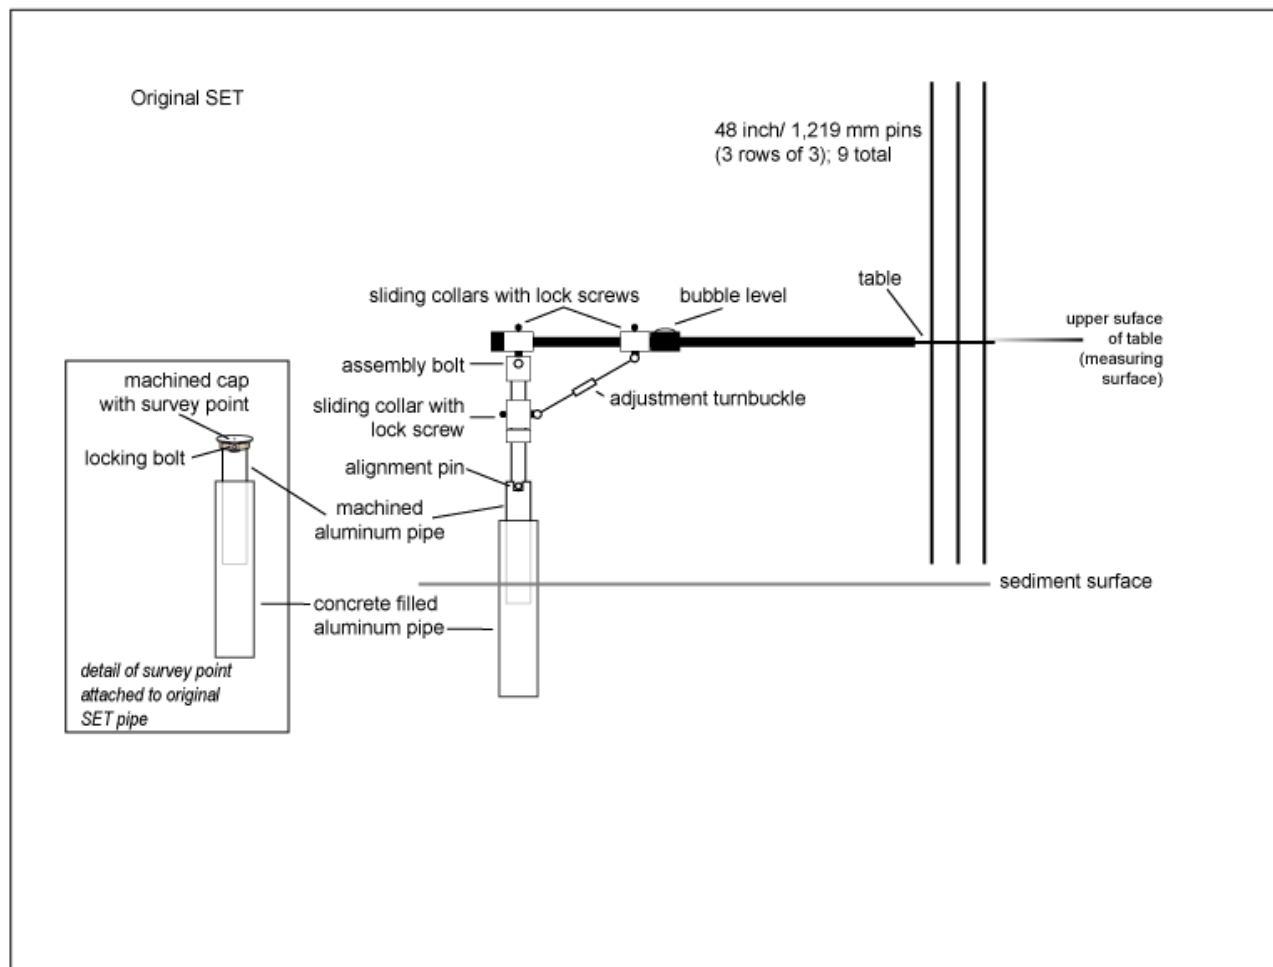 Original SET
48 inch/ 1,219 mm pins
(3 rows of 3); 9 total
table
sliding collars with lock screws
bubble level
upper suface
of table
(measuring
surface)
assembly bolt
adjustment turnbuckle
sliding collar with
lock screw
alignment pin
machined
aluminum pipe
sediment surface
concrete filled
aluminum pipe
machined cap
with survey point
locking bolt
detail of survey point
attached to original
SET pipe